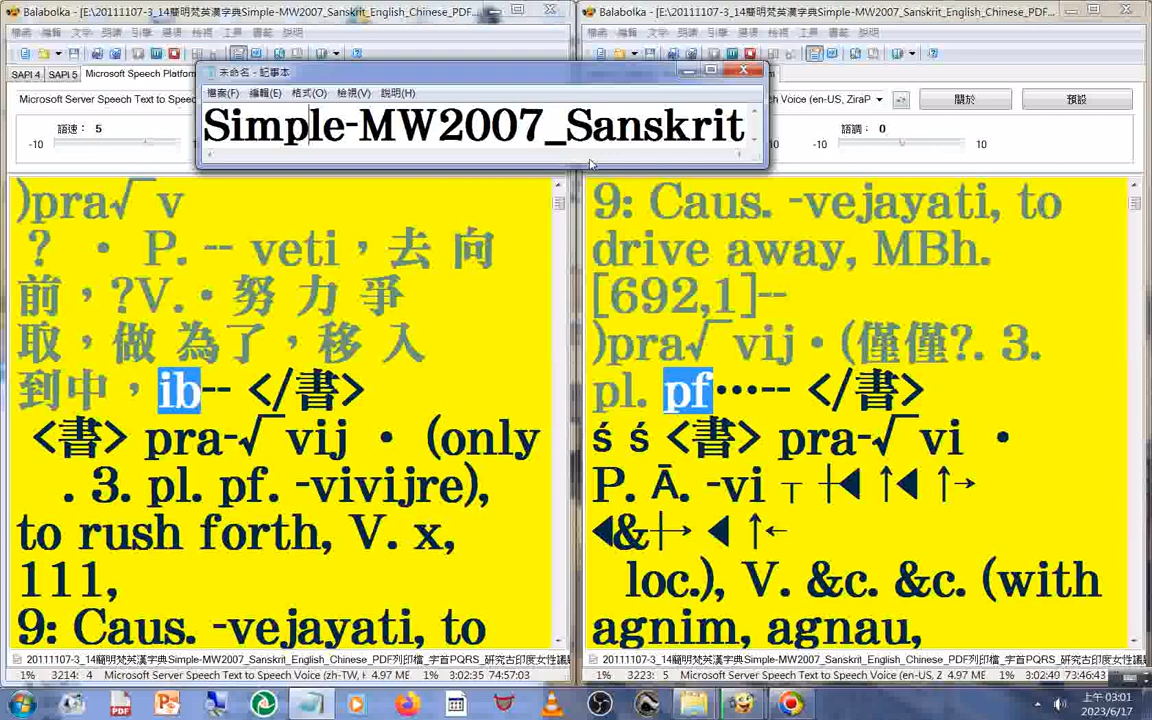 Balabolka - [E:\20111107-3_14簡明梵英漢字典Simple-MW2007_Sanskrit_English_Chinese_PDF...
Balabolka - [E:\20111107-3_14簡明梵英漢字典Simple-MW2007_Sanskrit_English_Chinese_PDF...
SAPI 4 SAPI 5 Microsoft Speech Platform
未命名 - 記事本
檔案(F) 編輯(E) 格式(O) 檢視(V) 說明(H)
Simple-MW2007_Sanskrit
Microsoft Server Speech Text to Spee
Voice (en-US, ZiraP
關於
預設
語速： 5
-10
語調： 0
-10 10
)pra√ v
? • P. -- veti，去 向
前，?V.• 努 力 爭
取，做 為了，移 入
到中，ib-- </書>
<書> pra-√ vij • (only
. 3. pl. pf. -vivijre),
to rush forth, V. x,
111,
9: Caus. -vejayati, to
9: Caus. -vejayati, to
drive away, MBh.
[692,1]--
)pra√ vij • (僅僅?. 3.
pl. pf•••-- </書>
ś ś <書> pra-√ vi •
P. Ā. -vi ┬ ┼◄ ↑◄ ↑→
◄&┼→ ◄ ↑←
loc.), V. &c. &c. (with
agnim, agnau,
20111107-3_14簡明梵英漢字典Simple-MW2007_Sanskrit_English_Chinese_PDF列印檔_字首PQRS_研究古印度女性
20111107-3_14簡明梵英漢字典Simple-MW2007_Sanskrit_English_Chinese_PDF列印檔_字首PQRS_研究古印度女性
1% 3214: 4 Microsoft Server Speech Text to Speech Voice (zh-TW, H 4.97 MB 1% 3:02:35 74:57:03
1% 3223: 5 Microsoft Server Speech Text to Speech Voice (en-US, Z 4.97 MB 1% 3:02:40 73:46:43
上午 03:01
2023/6/17